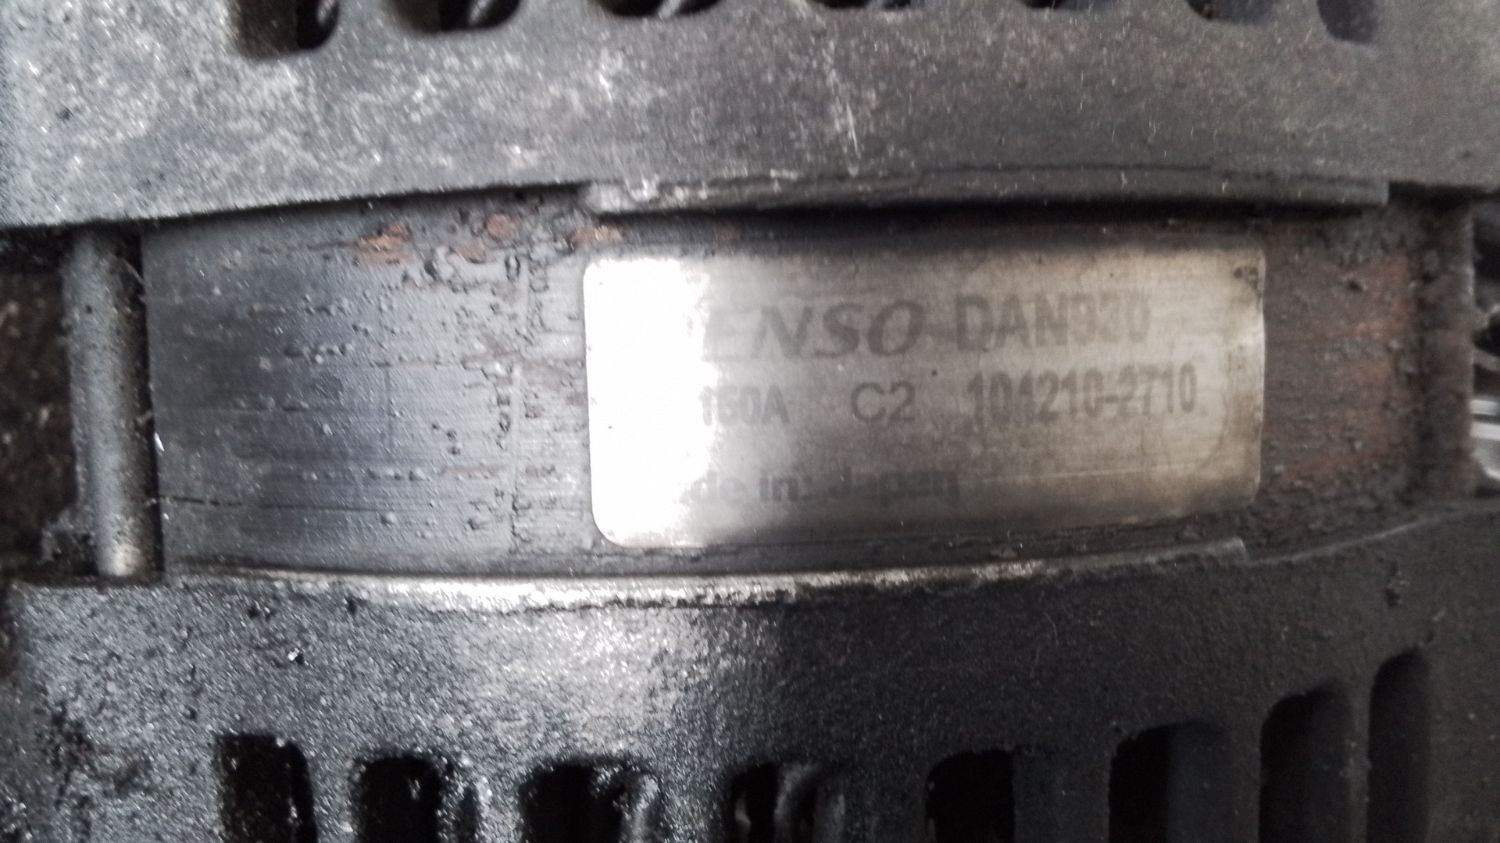 ENSO DAN930
150A C2 104210-2710
de in: Japan